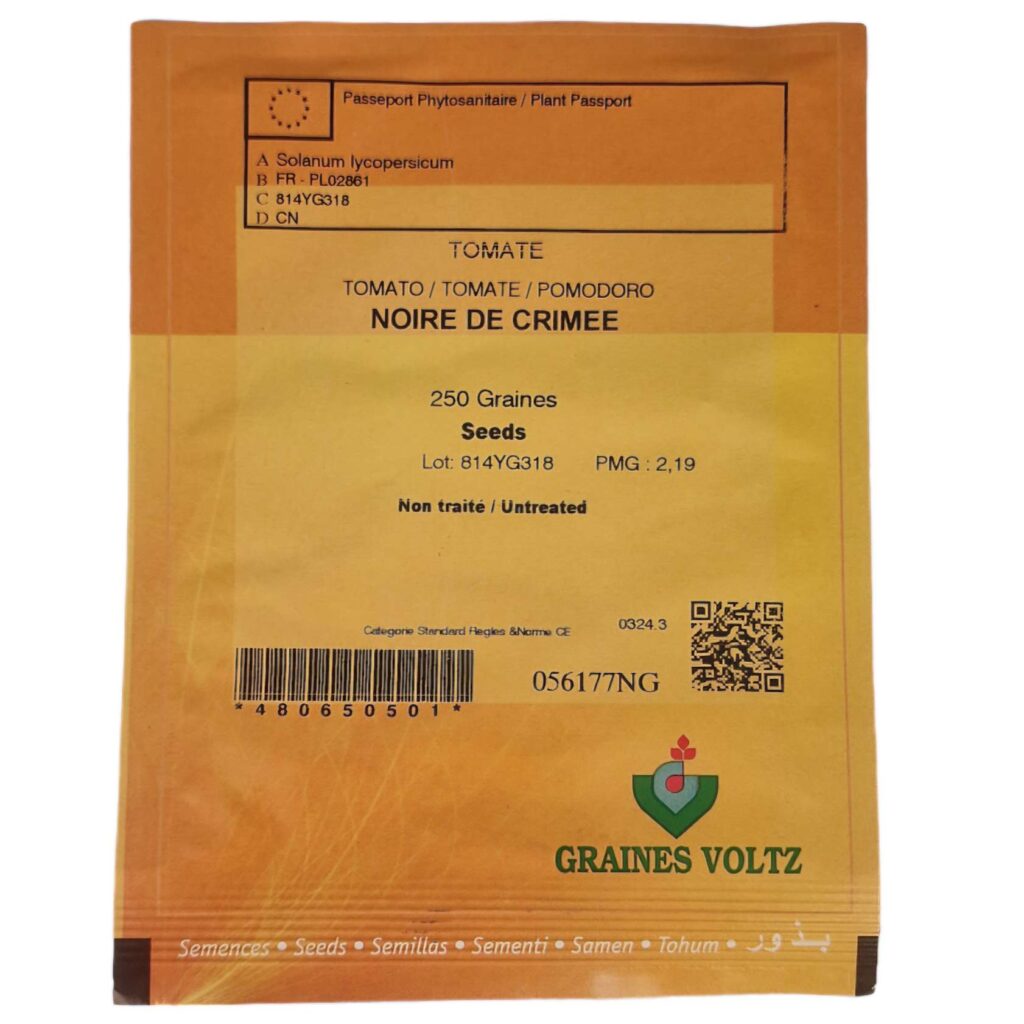 Passeport Phytosanitaire / Plant Passport
A Solanum lycopersicum
B FR - PL02861
C 814YG318
D CN
TOMATE
TOMATO / TOMATE / POMODORO
NOIRE DE CRIMEE
250 Graines
Seeds
Lot: 814YG318 PMG : 2,19
Non traité / Untreated
Categorie Standard Regles &Norme CE 0324.3
056177NG
*480650501*
GRAINES VOLTZ
Semences • Seeds • Semillas • Sementi • Samen • Tohum • بذور